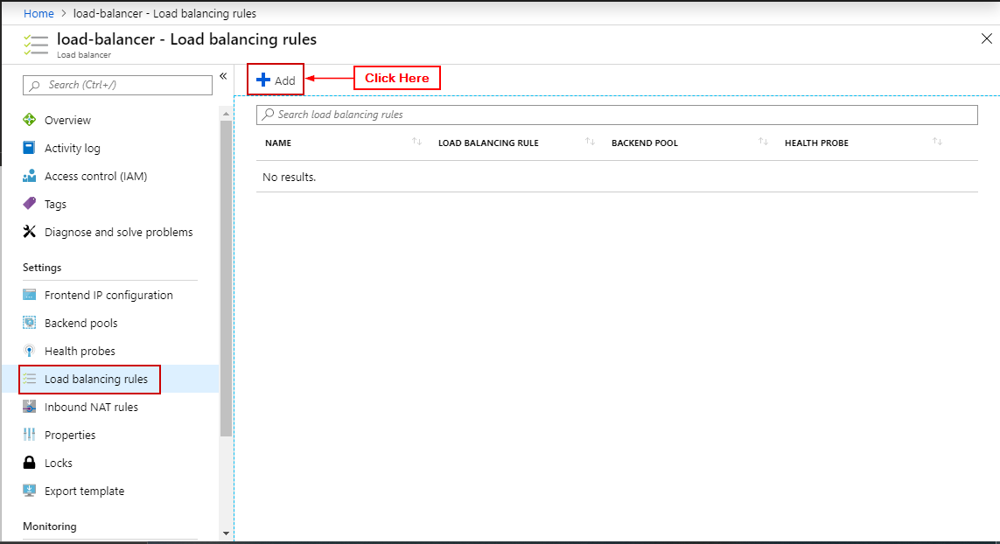 Home > load-balancer - Load balancing rules
load-balancer - Load balancing rules
Load balancer
Search (Ctrl+/)
Overview
Activity log
Access control (IAM)
Tags
Diagnose and solve problems
Settings
Frontend IP configuration
Backend pools
Health probes
Load balancing rules
Inbound NAT rules
Properties
Locks
Export template
Monitoring
Add
Click Here
Search load balancing rules
NAME LOAD BALANCING RULE BACKEND POOL HEALTH PROBE
No results.